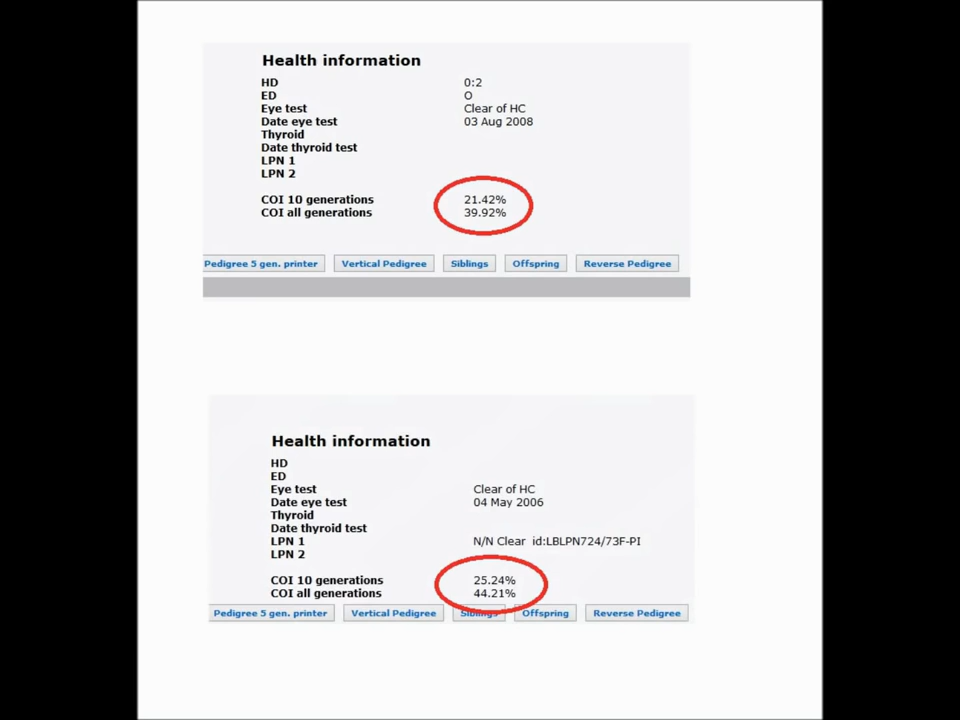 Health information
HD 0:2
ED O
Eye test Clear of HC
Date eye test 03 Aug 2008
Thyroid
Date thyroid test
LPN 1
LPN 2
COI 10 generations 21.42%
COI all generations 39.92%
Pedigree 5 gen. printer Vertical Pedigree Siblings Offspring Reverse Pedigree
Health information
HD
ED
Eye test Clear of HC
Date eye test 04 May 2006
Thyroid
Date thyroid test
LPN 1 N/N Clear id:LBLPN724/73F-PI
LPN 2
COI 10 generations 25.24%
COI all generations 44.21%
Pedigree 5 gen. printer Vertical Pedigree Siblings Offspring Reverse Pedigree